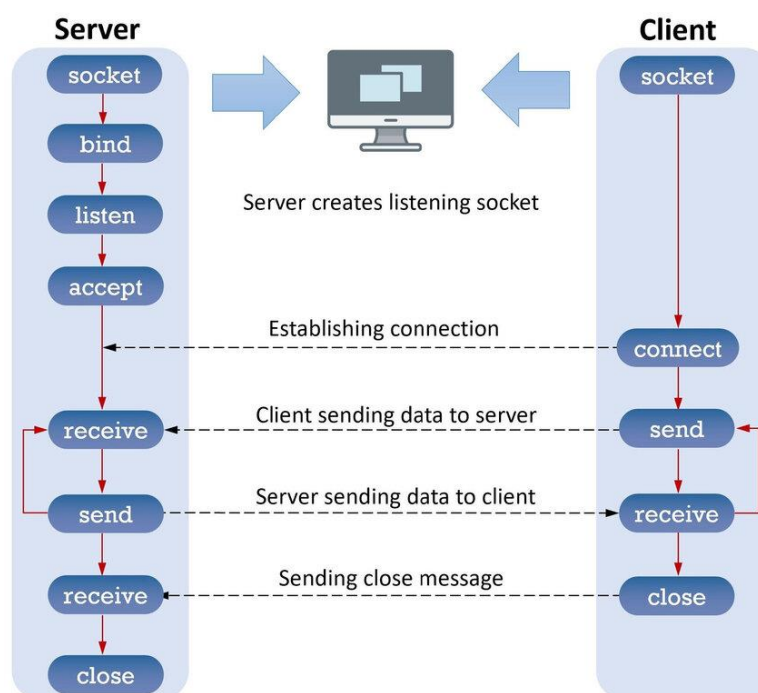 Server
Client
socket
socket
bind
listen
Server creates listening socket
accept
Establishing connection
connect
receive
Client sending data to server
send
send
Server sending data to client
receive
receive
Sending close message
close
close